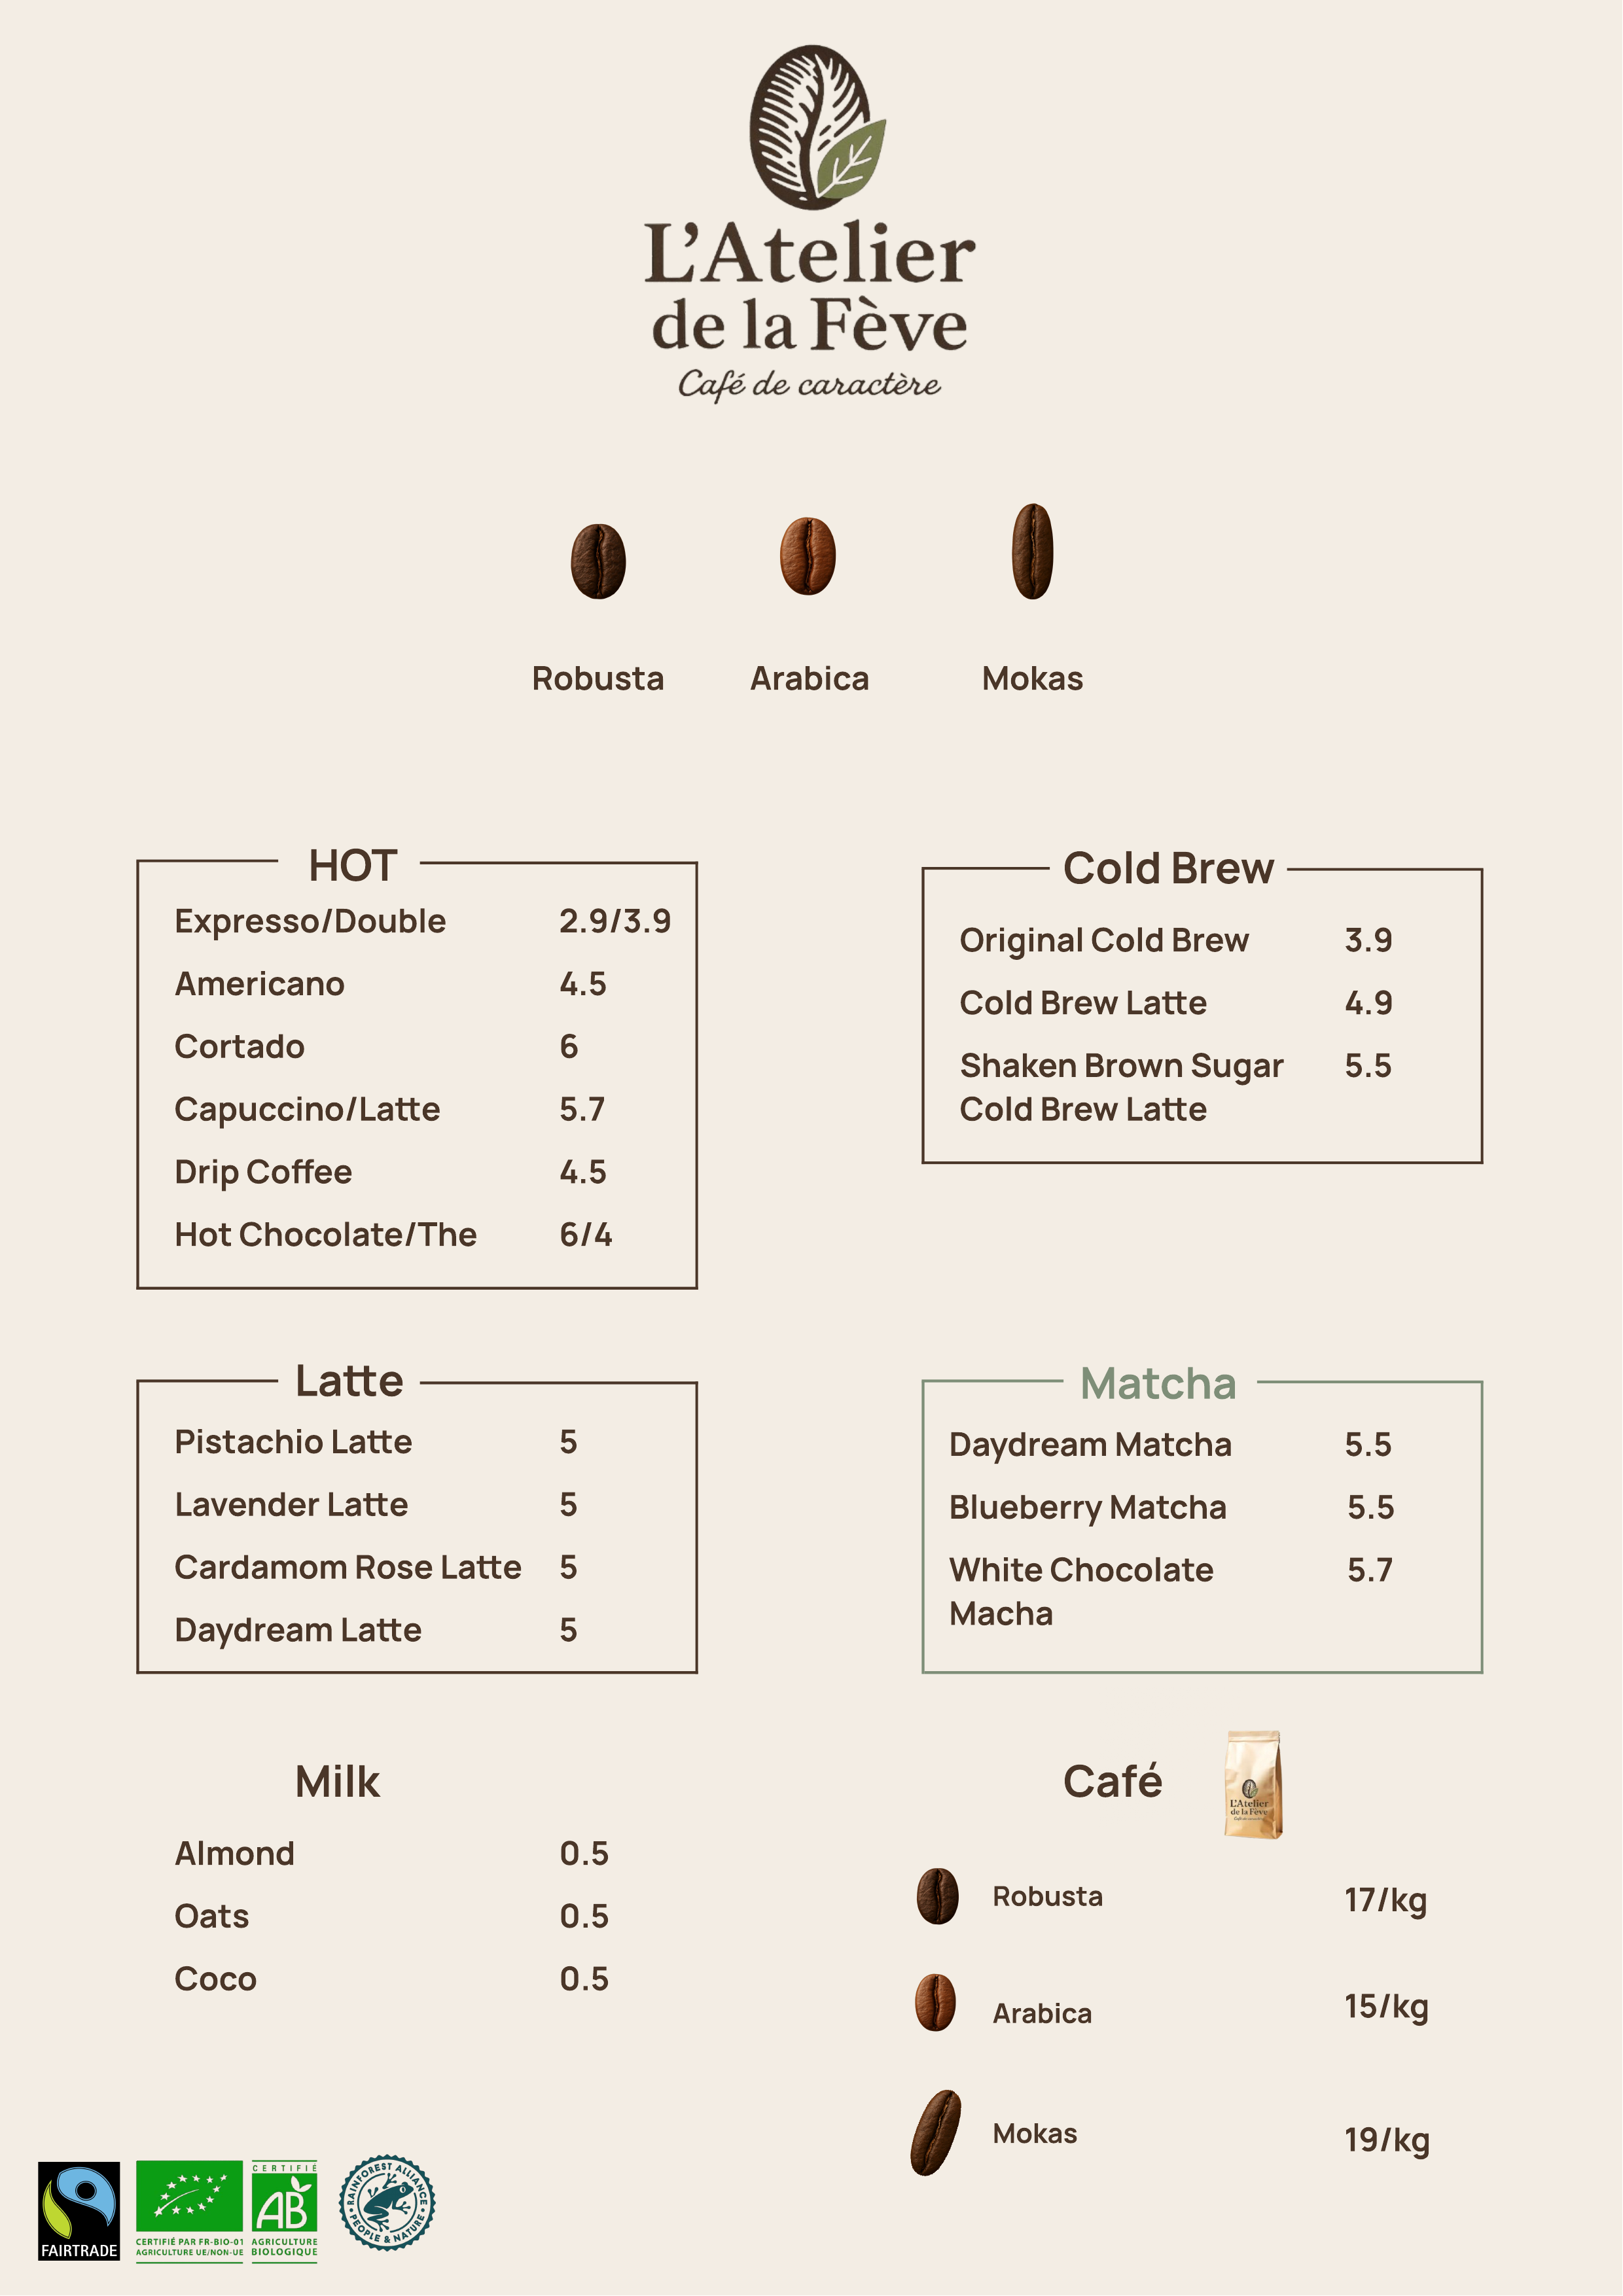 L'Atelier
de la Fève
Café de caractère
Robusta Arabica Mokas
HOT
Expresso/Double 2.9/3.9
Americano 4.5
Cortado 6
Capuccino/Latte 5.7
Drip Coffee 4.5
Hot Chocolate/The 6/4
Cold Brew
Original Cold Brew 3.9
Cold Brew Latte 4.9
Shaken Brown Sugar 5.5
Cold Brew Latte
Latte
Pistachio Latte 5
Lavender Latte 5
Cardamom Rose Latte 5
Daydream Latte 5
Matcha
Daydream Matcha 5.5
Blueberry Matcha 5.5
White Chocolate 5.7
Macha
Milk
Almond 0.5
Oats 0.5
Coco 0.5
Café
L'Atelier
de la Fève
Café de caractère
Robusta 17/kg
Arabica 15/kg
Mokas 19/kg
FAIRTRADE
CERTIFIÉ PAR FR-BIO-01
AGRICULTURE UE/NON-UE
CERTIFIÉ
AB
AGRICULTURE
BIOLOGIQUE
RAINFOREST ALLIANCE
PEOPLE & NATURE